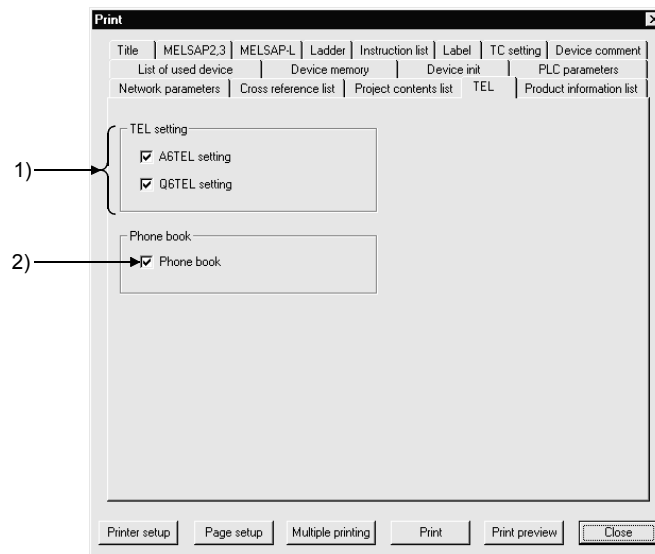 Print
Title MELSAP2,3 MELSAP-L Ladder Instruction list Label TC setting Device comment
List of used device Device memory Device init PLC parameters
Network parameters Cross reference list Project contents list TEL Product information list
TEL setting
A6TEL setting
1)
Q6TEL setting
Phone book
2) Phone book
Printer setup Page setup Multiple printing Print Print preview Close